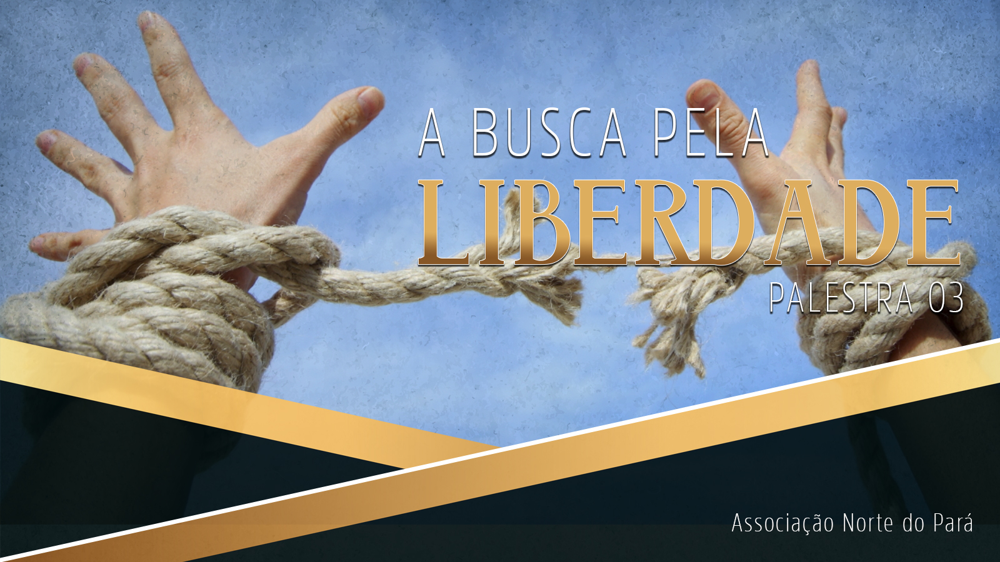 A BUSCA PELA
LIBERDADE
PALESTRA 03
Associação Norte do Pará